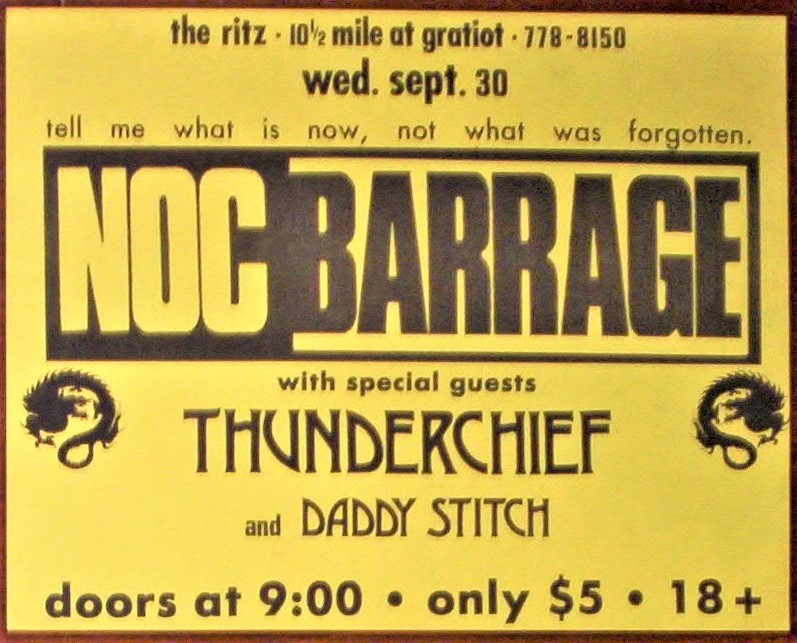 the ritz · 10½ mile at gratiot · 778-8150
wed. sept. 30
tell me what is now, not what was forgotten.
NOC BARRAGE
with special guests
THUNDERCHIEF
and DADDY STITCH
doors at 9:00 • only $5 • 18+